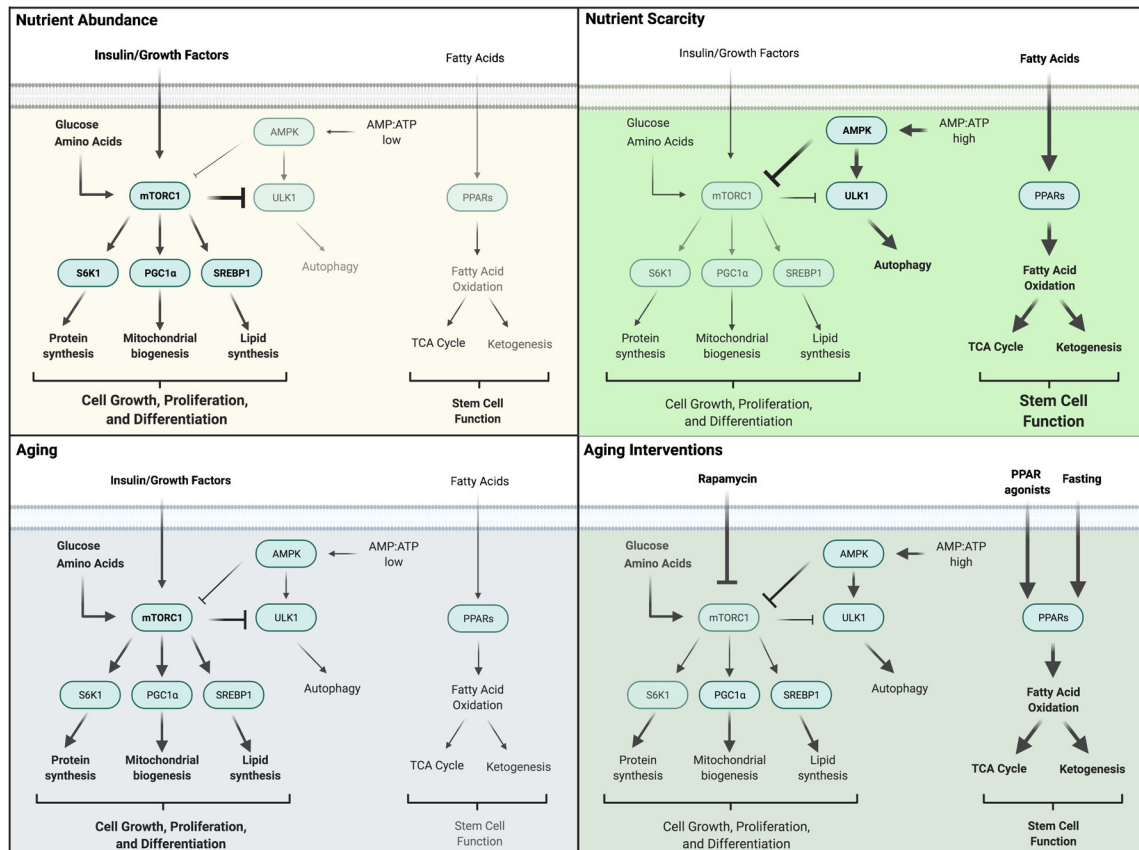 Nutrient Abundance
Insulin/Growth Factors
Fatty Acids
Glucose
Amino Acids
AMPK
AMP:ATP
low
mTORC1
ULK1
PPARs
Autophagy
S6K1
PGC1α
SREBP1
Fatty Acid
Oxidation
Protein
synthesis
Mitochondrial
biogenesis
Lipid
synthesis
TCA Cycle
Ketogenesis
Cell Growth, Proliferation,
and Differentiation
Stem Cell
Function
Nutrient Scarcity
Insulin/Growth Factors
Fatty Acids
Glucose
Amino Acids
AMPK
AMP:ATP
high
mTORC1
ULK1
PPARs
Autophagy
S6K1
PGC1α
SREBP1
Fatty Acid
Oxidation
Protein
synthesis
Mitochondrial
biogenesis
Lipid
synthesis
TCA Cycle
Ketogenesis
Cell Growth, Proliferation,
and Differentiation
Stem Cell
Function
Aging
Insulin/Growth Factors
Fatty Acids
Glucose
Amino Acids
AMPK
AMP:ATP
low
mTORC1
ULK1
PPARs
Autophagy
S6K1
PGC1α
SREBP1
Fatty Acid
Oxidation
Protein
synthesis
Mitochondrial
biogenesis
Lipid
synthesis
TCA Cycle
Ketogenesis
Cell Growth, Proliferation,
and Differentiation
Stem Cell
Function
Aging Interventions
Rapamycin
PPAR
agonists
Fasting
Glucose
Amino Acids
AMPK
AMP:ATP
high
mTORC1
ULK1
PPARs
Autophagy
S6K1
PGC1α
SREBP1
Fatty Acid
Oxidation
Protein
synthesis
Mitochondrial
biogenesis
Lipid
synthesis
TCA Cycle
Ketogenesis
Cell Growth, Proliferation,
and Differentiation
Stem Cell
Function